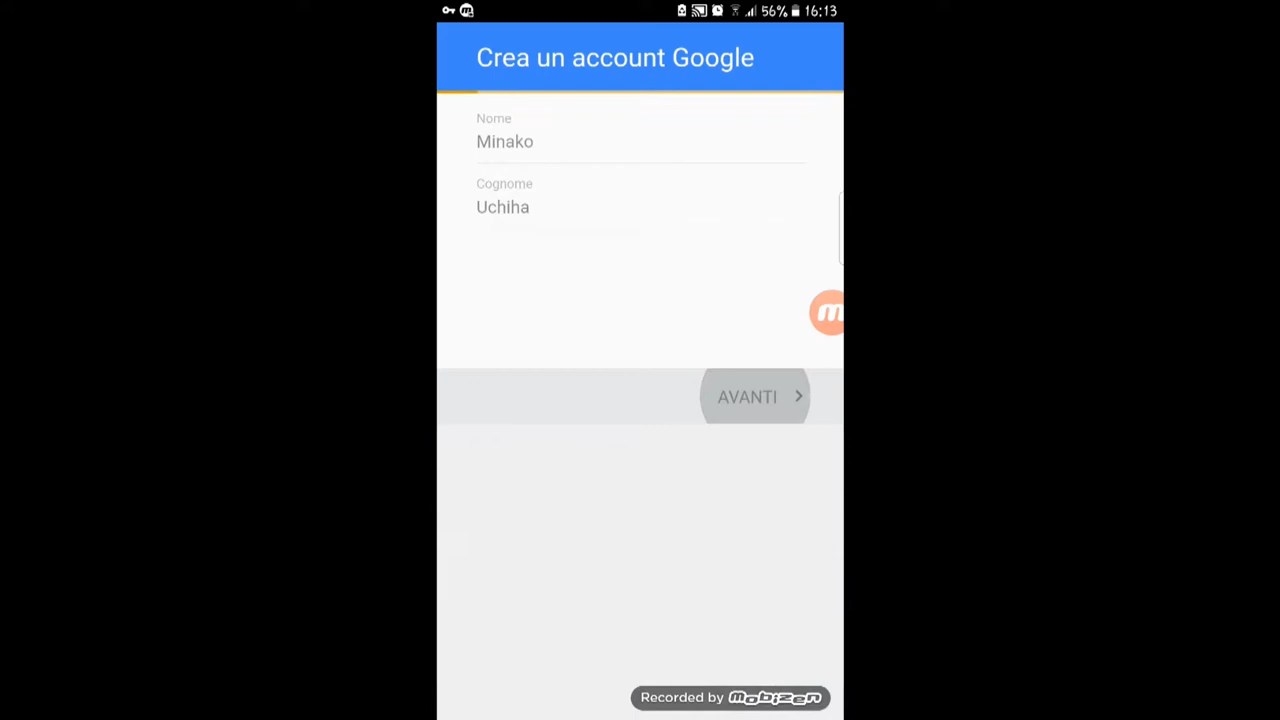 56% 16:13
Crea un account Google
Nome
Minako
Cognome
Uchiha
m
AVANTI
Recorded by mobizen